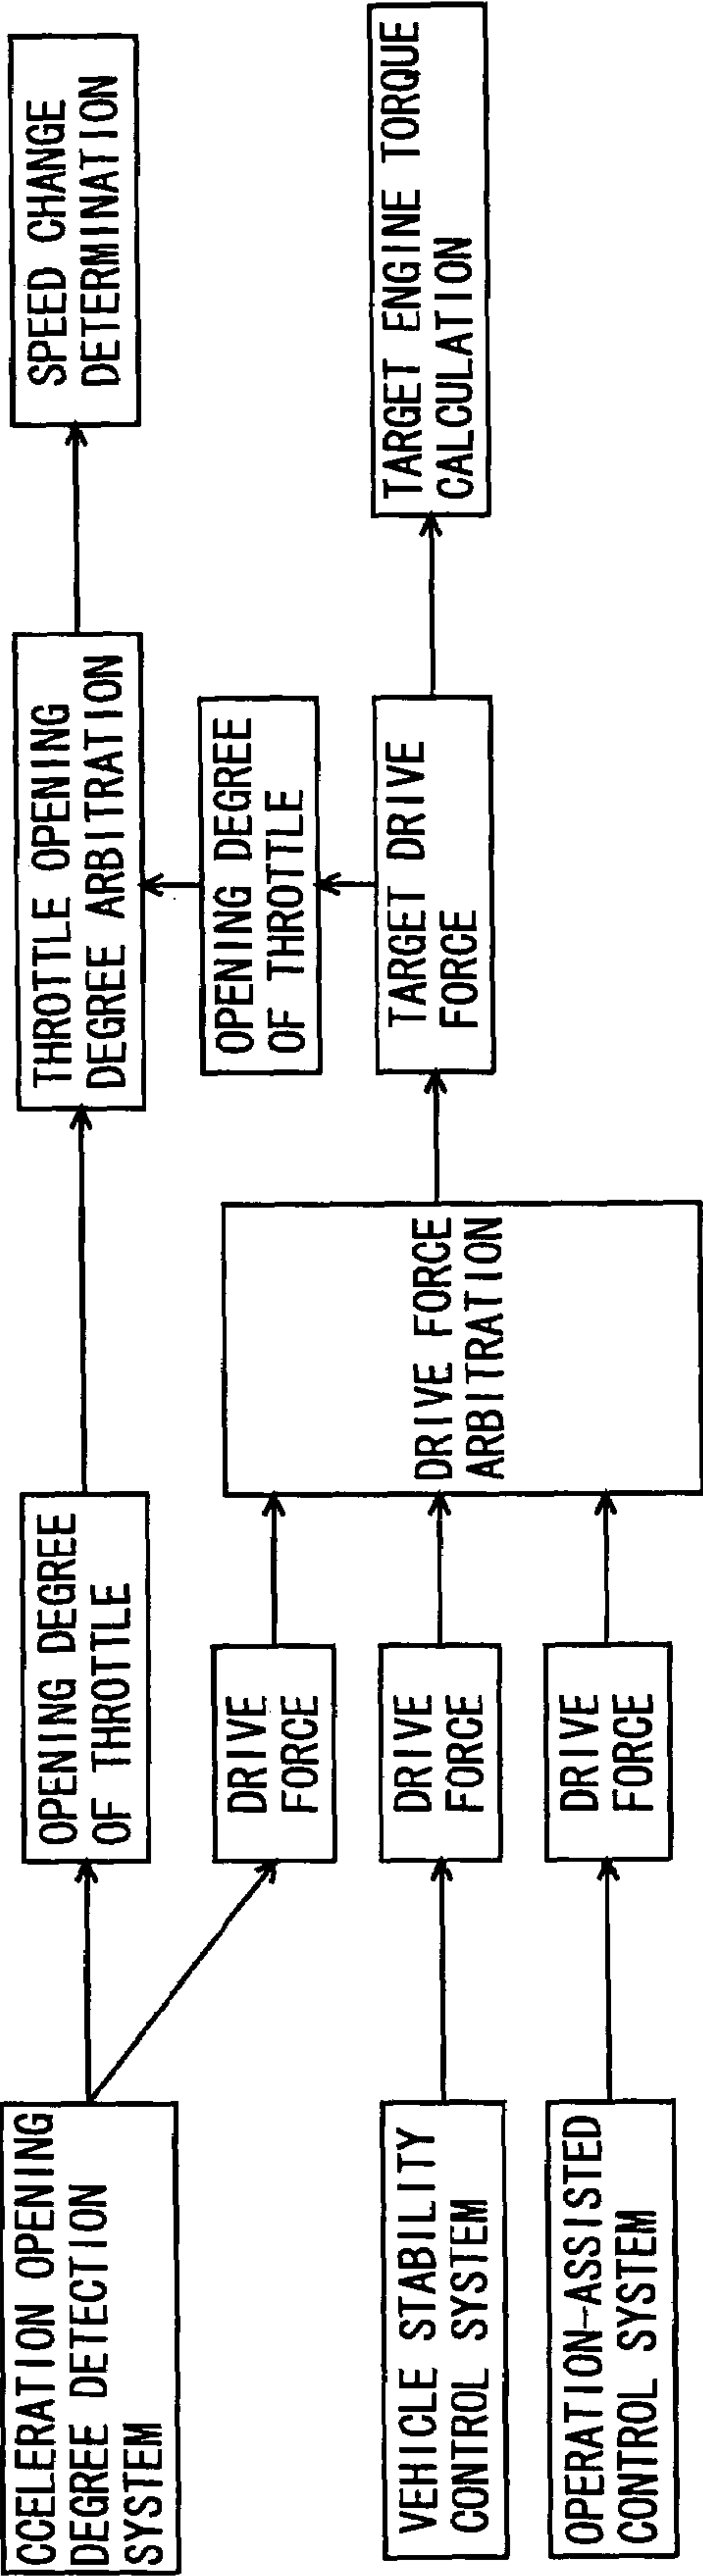 CCELERATION OPENING
DEGREE DETECTION
SYSTEM
OPENING DEGREE
OF THROTTLE
THROTTLE OPENING
DEGREE ARBITRATION
SPEED CHANGE
DETERMINATION
DRIVE
FORCE
OPENING DEGREE
OF THROTTLE
VEHICLE STABILITY
CONTROL SYSTEM
DRIVE
FORCE
DRIVE FORCE
ARBITRATION
TARGET DRIVE
FORCE
TARGET ENGINE TORQUE
CALCULATION
OPERATION-ASSISTED
CONTROL SYSTEM
DRIVE
FORCE